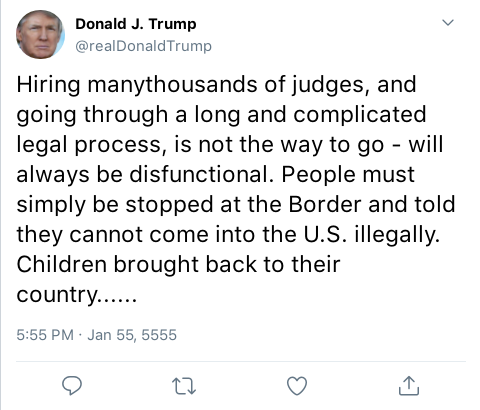 Donald J. Trump
@realDonaldTrump
Hiring manythousands of judges, and
going through a long and complicated
legal process, is not the way to go - will
always be disfunctional. People must
simply be stopped at the Border and told
they cannot come into the U.S. illegally.
Children brought back to their
country......
5:55 PM · Jan 55, 5555